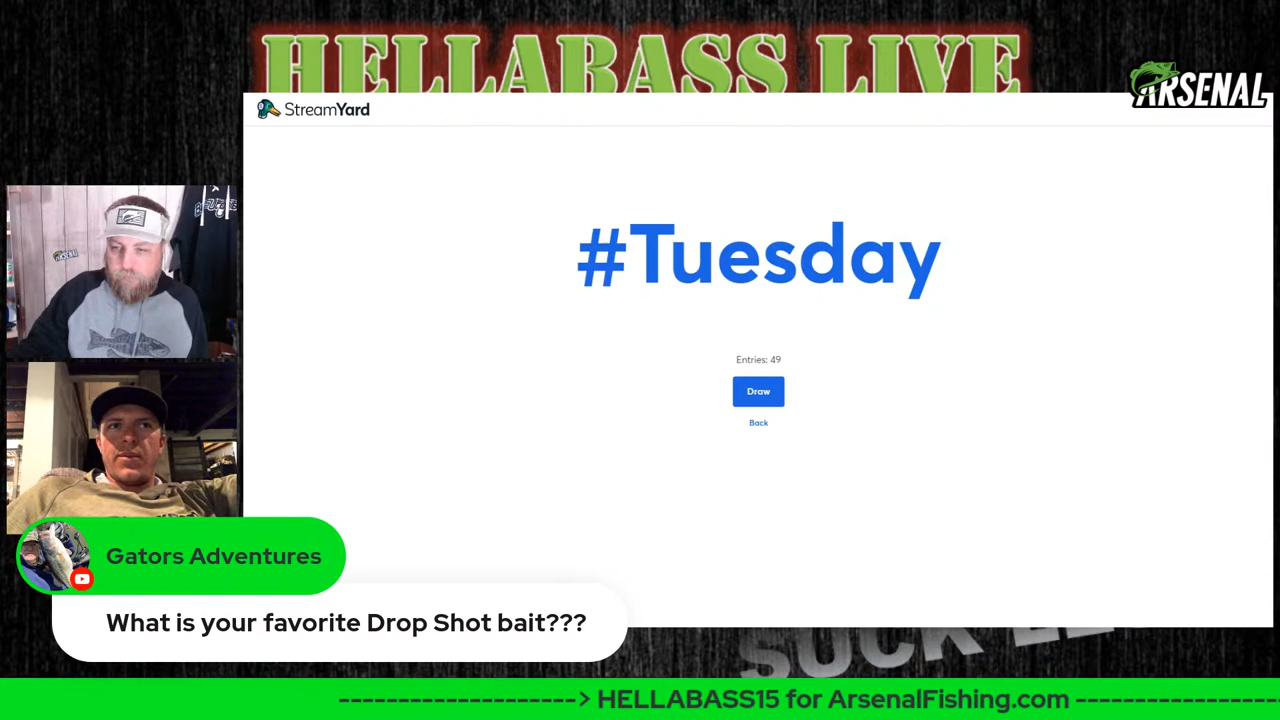 HELLABASS LIVE
ARSENAL
StreamYard
#Tuesday
Entries: 49
Draw
Back
Gators Adventures
What is your favorite Drop Shot bait???
SUCK
--------------------> HELLABASS15 for ArsenalFishing.com -----------------